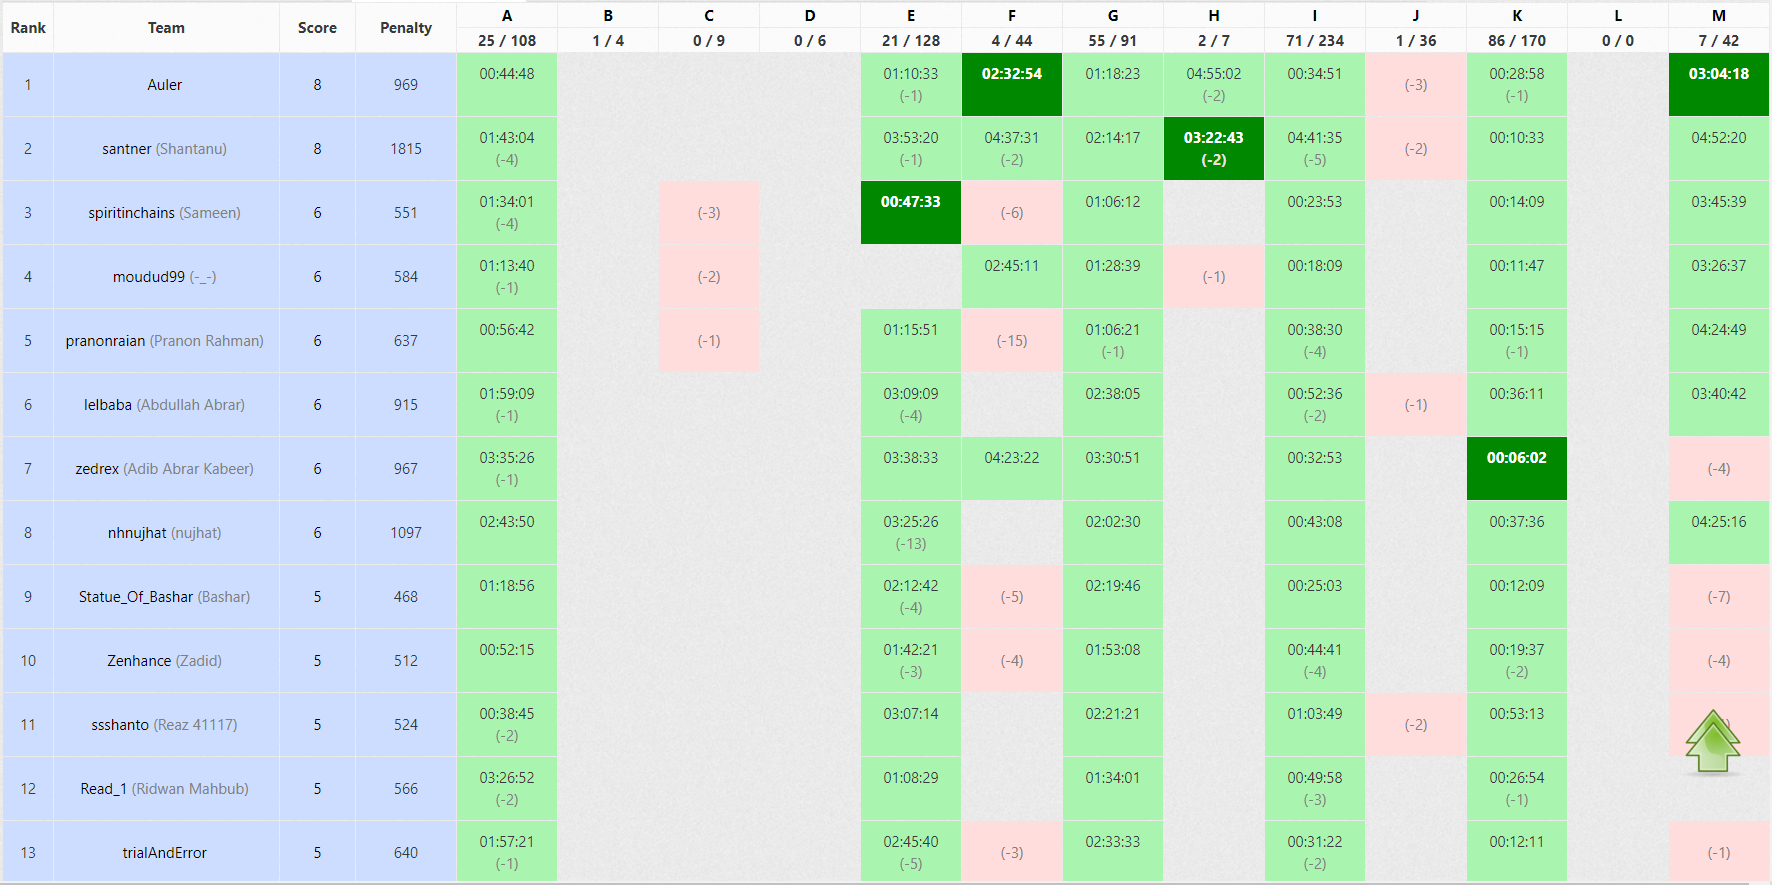 Rank Team Score Penalty A B C D E F G H I J K L M
25 / 108 1 / 4 0 / 9 0 / 6 21 / 128 4 / 44 55 / 91 2 / 7 71 / 234 1 / 36 86 / 170 0 / 0 7 / 42
1 Auler 8 969 00:44:48 01:10:33 (-1) 02:32:54 01:18:23 04:55:02 (-2) 00:34:51 (-3) 00:28:58 (-1) 03:04:18
2 santner (Shantanu) 8 1815 01:43:04 (-4) 03:53:20 (-1) 04:37:31 (-2) 02:14:17 03:22:43 (-2) 04:41:35 (-5) (-2) 00:10:33 04:52:20
3 spiritinchains (Sameen) 6 551 01:34:01 (-4) (-3) 00:47:33 (-6) 01:06:12 00:23:53 00:14:09 03:45:39
4 moudud99 (-_-) 6 584 01:13:40 (-1) (-2) 02:45:11 01:28:39 (-1) 00:18:09 00:11:47 03:26:37
5 pranonraian (Pranon Rahman) 6 637 00:56:42 (-1) 01:15:51 (-15) 01:06:21 (-1) 00:38:30 (-4) 00:15:15 (-1) 04:24:49
6 lelbaba (Abdullah Abrar) 6 915 01:59:09 (-1) 03:09:09 (-4) 02:38:05 00:52:36 (-2) (-1) 00:36:11 03:40:42
7 zedrex (Adib Abrar Kabeer) 6 967 03:35:26 (-1) 03:38:33 04:23:22 03:30:51 00:32:53 00:06:02 (-4)
8 nhnujhat (nujhat) 6 1097 02:43:50 03:25:26 (-13) 02:02:30 00:43:08 00:37:36 04:25:16
9 Statue_Of_Bashar (Bashar) 5 468 01:18:56 02:12:42 (-4) (-5) 02:19:46 00:25:03 00:12:09 (-7)
10 Zenhance (Zadid) 5 512 00:52:15 01:42:21 (-3) (-4) 01:53:08 00:44:41 (-4) 00:19:37 (-2) (-4)
11 ssshanto (Reaz 41117) 5 524 00:38:45 (-2) 03:07:14 02:21:21 01:03:49 (-2) 00:53:13
12 Read_1 (Ridwan Mahbub) 5 566 03:26:52 (-2) 01:08:29 01:34:01 00:49:58 (-3) 00:26:54 (-1)
13 trialAndError 5 640 01:57:21 (-1) 02:45:40 (-5) (-3) 02:33:33 00:31:22 (-2) 00:12:11 (-1)